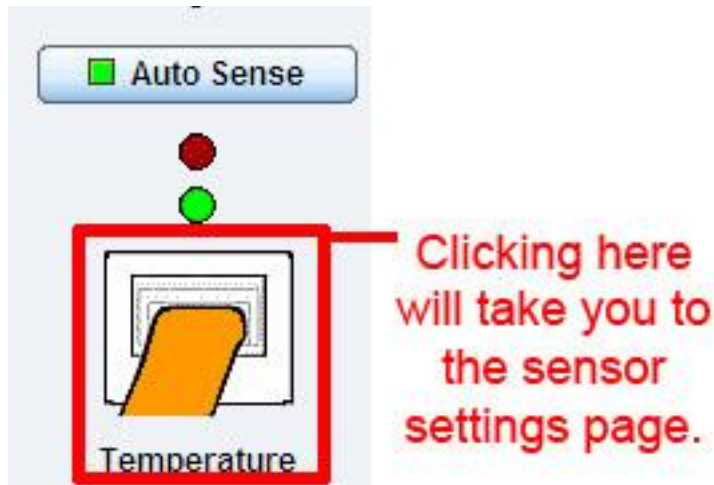 Auto Sense
Clicking here
will take you to
the sensor
settings page.
Temperature